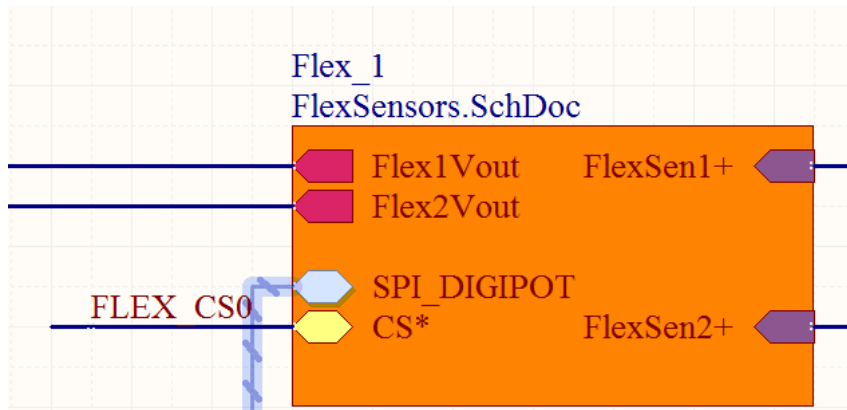 Flex_1
FlexSensors.SchDoc
Flex1Vout FlexSen1+
Flex2Vout
SPI_DIGIPOT
FLEX_CS0
CS* FlexSen2+